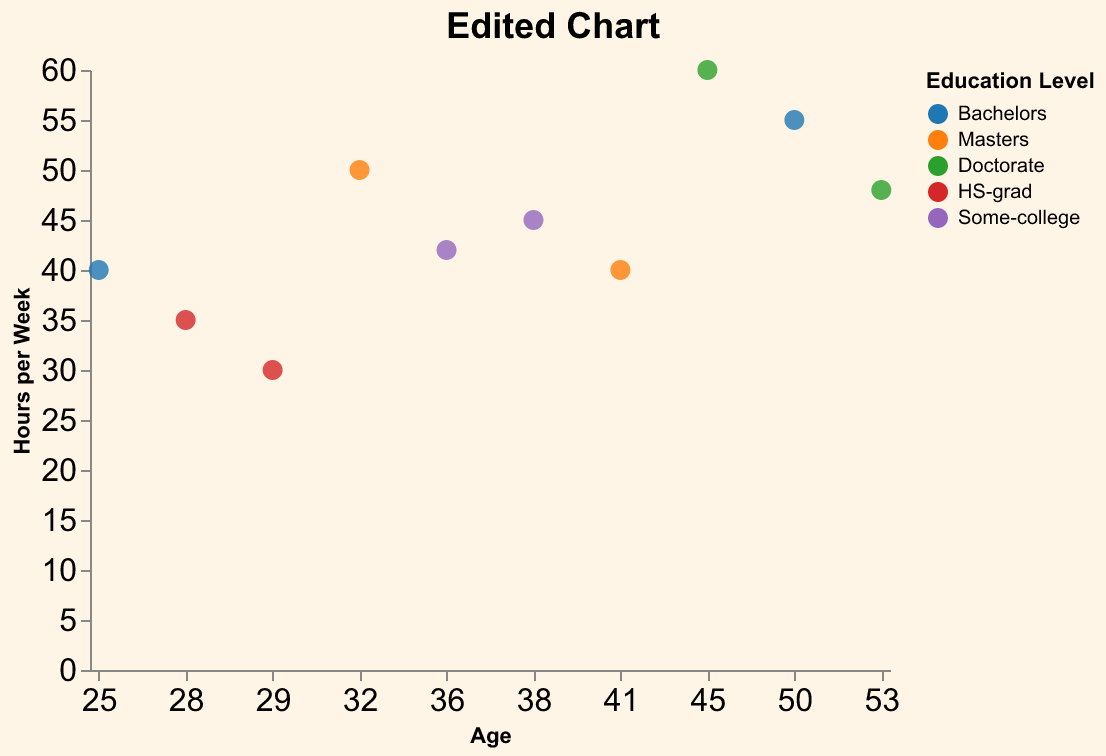 Edited Chart
60
55
50
45
40
35
30
25
20
15
10
5
0
Hours per Week
25 28 29 32 36 38 41 45 50 53
Age
Education Level
Bachelors
Masters
Doctorate
HS-grad
Some-college